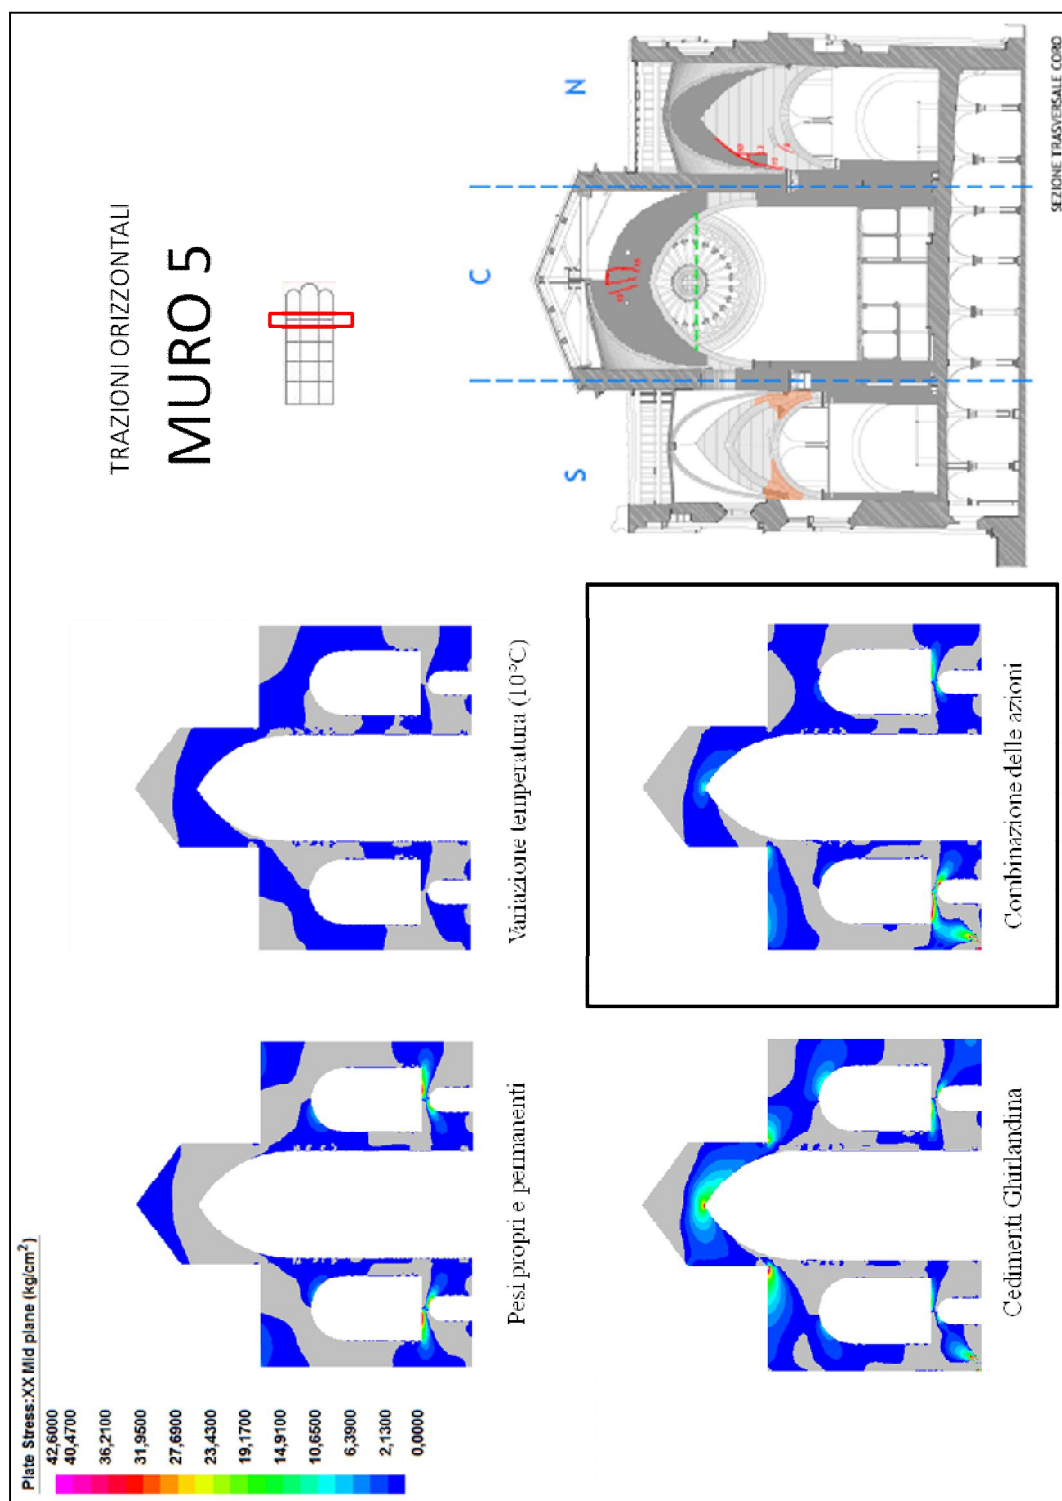 Plate Stress:XX Mid plane (kg/cm²)
42,6000
40,4700
36,2100
31,9500
27,6900
23,4300
19,1700
14,9100
10,6500
6,3900
2,1300
0,0000
Pesi propri e permanenti
Variazione temperatura (10°C)
TRAZIONI ORIZZONTALI
MURO 5
Cedimenti Ghirlandina
Combinazione delle azioni
S
C
N
SEZIONE TRASVERSALE CORO